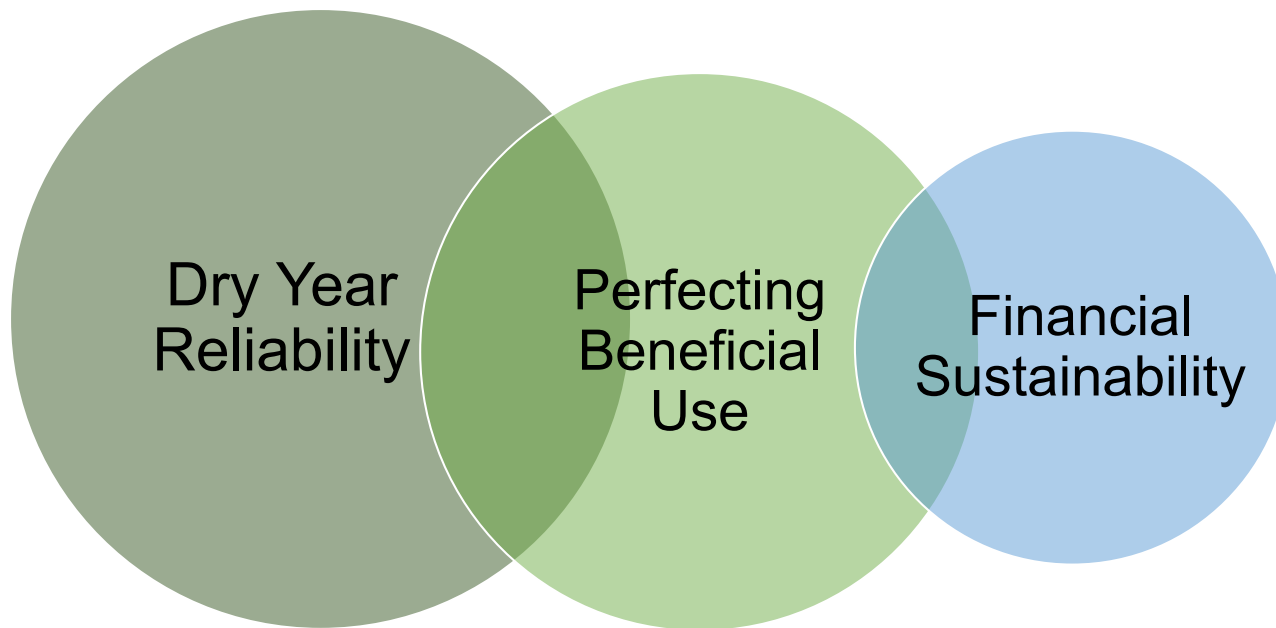 Dry Year
Reliability
Perfecting
Beneficial
Use
Financial
Sustainability